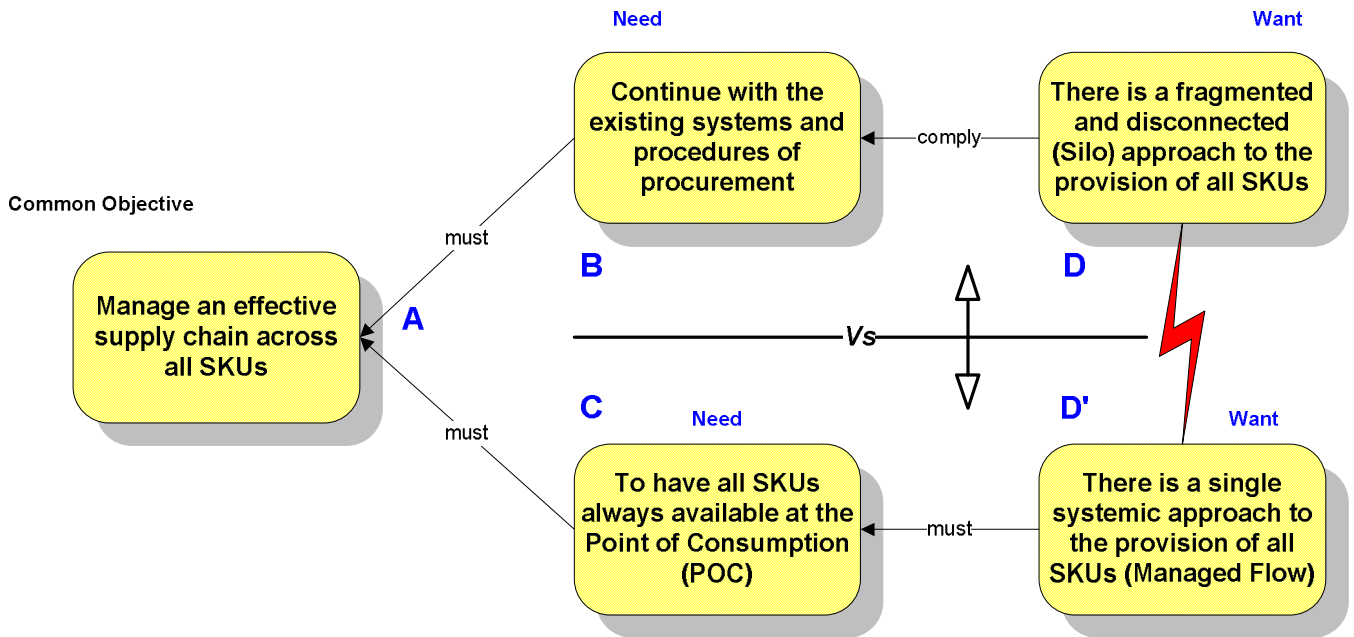 Need
Want
Continue with the
existing systems and
procedures of
procurement
comply
There is a fragmented
and disconnected
(Silo) approach to the
provision of all SKUs
Common Objective
must
Manage an effective
supply chain across
all SKUs
A
B
D
Vs
C
Need
D'
Want
must
To have all SKUs
always available at the
Point of Consumption
(POC)
must
There is a single
systemic approach to
the provision of all
SKUs (Managed Flow)